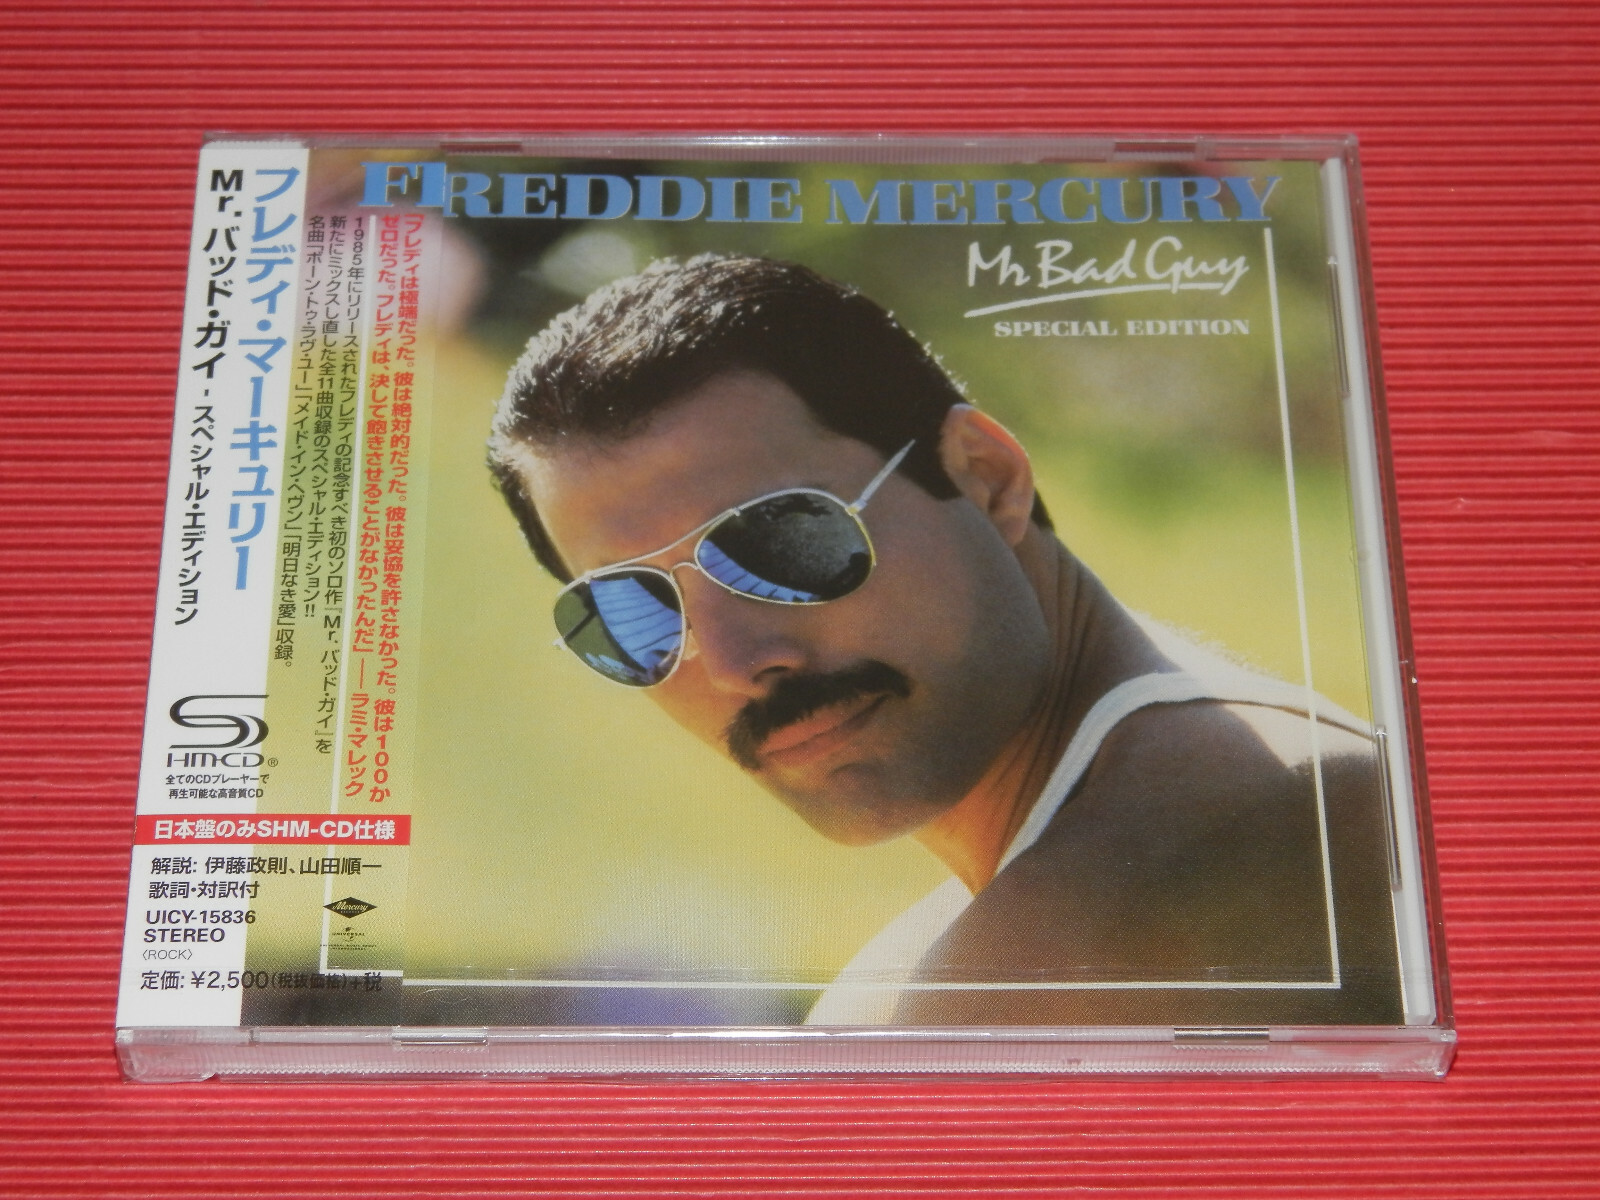 FREDDIE MERCURY
Mr Bad Guy
SPECIAL EDITION
フレディ・マーキュリー
Mr.バッド・ガイ - スペシャル・エディション
「フレディは極端だった。彼は絶対的だった。彼は妥協を許さなかった。彼は100か
ゼロだった。フレディは、決して飽きさせることがなかったんだ」── ラミ・マレック
1985年にリリースされたフレディの記念すべき初のソロ作『Mr.バッド・ガイ』を
新たにミックスし直した全11曲収録のスペシャル・エディション!!
名曲「ボーン・トゥ・ラヴ・ユー」「メイド・イン・ヘヴン」「明日なき愛」収録。
SHM-CD®
全てのCDプレーヤーで
再生可能な高音質CD
日本盤のみSHM-CD仕様
解説: 伊藤政則、山田順一
歌詞・対訳付
UICY-15836
STEREO
〈ROCK〉
定価: ¥2,500(税抜価格)+税
Mercury
UNIVERSAL